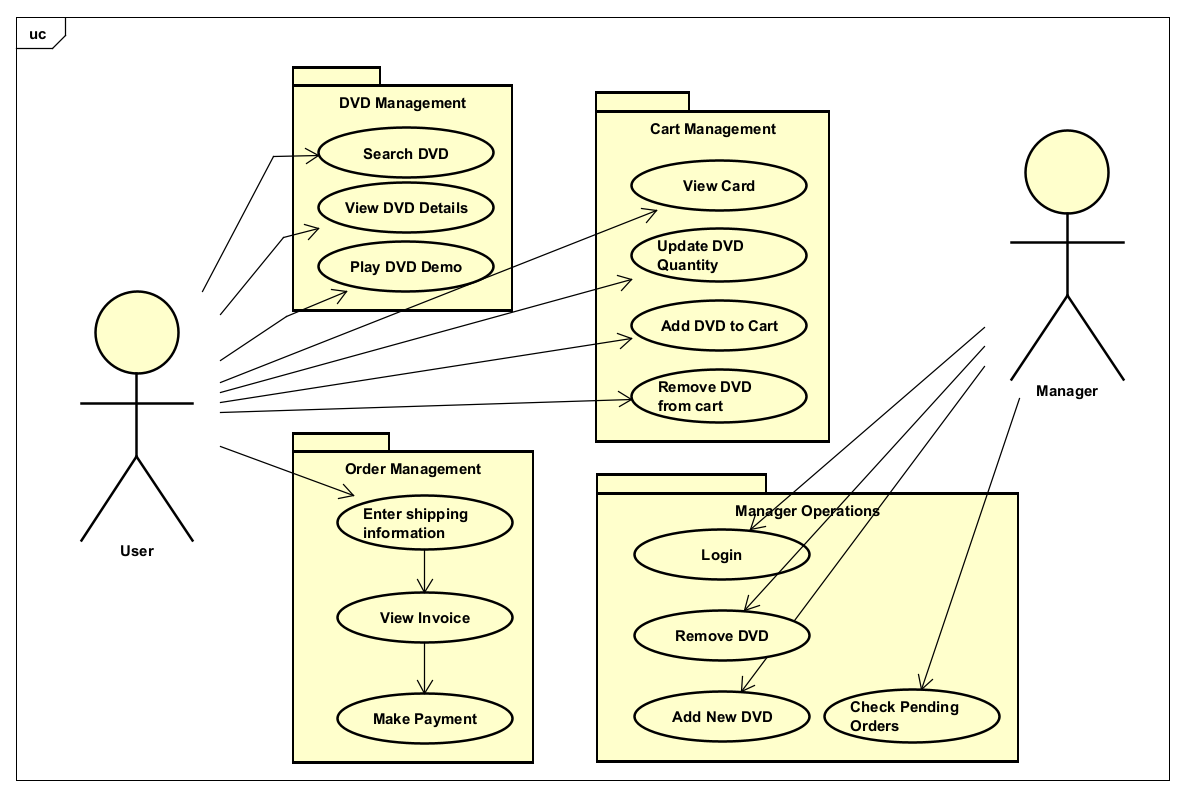 uc
DVD Management
Search DVD
View DVD Details
Play DVD Demo
Cart Management
View Card
Update DVD
Quantity
Add DVD to Cart
Remove DVD
from cart
User
Manager
Order Management
Enter shipping
information
View Invoice
Make Payment
Manager Operations
Login
Remove DVD
Add New DVD
Check Pending
Orders